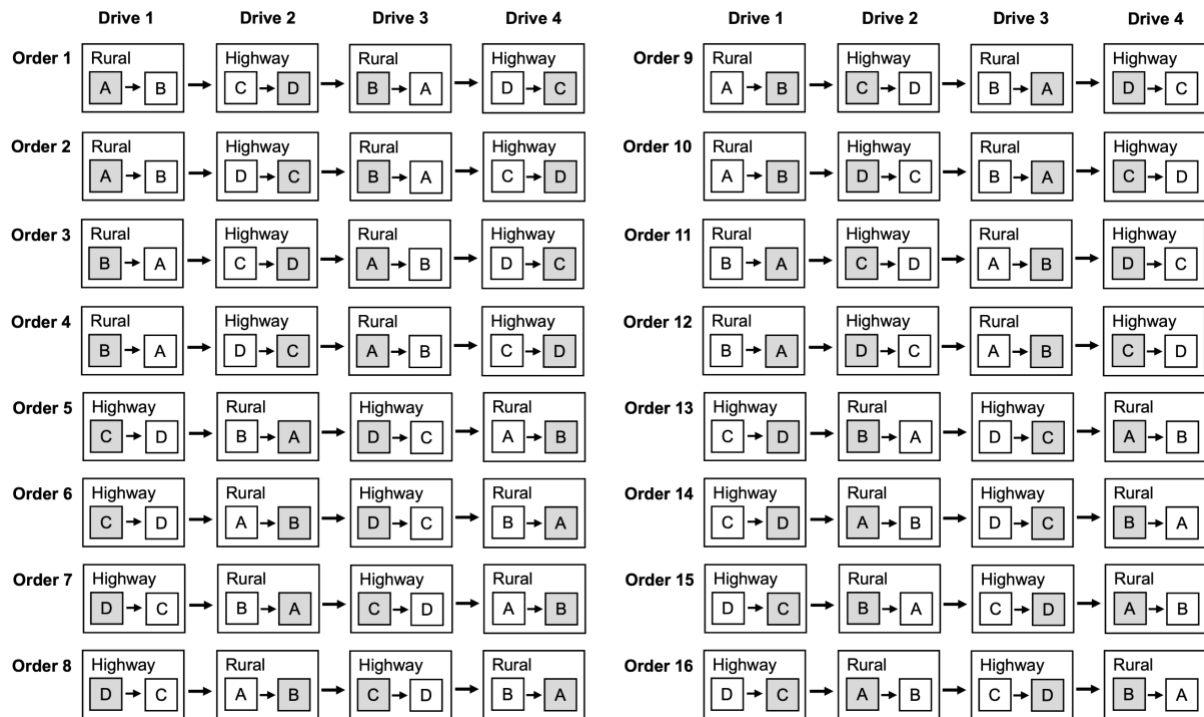 Drive 1 Drive 2 Drive 3 Drive 4
Order 1 Rural Highway Rural Highway
A B C D B A D C
Order 2 Rural Highway Rural Highway
A B D C B A C D
Order 3 Rural Highway Rural Highway
B A C D A B D C
Order 4 Rural Highway Rural Highway
B A D C A B C D
Order 5 Highway Rural Highway Rural
C D B A D C A B
Order 6 Highway Rural Highway Rural
C D A B D C B A
Order 7 Highway Rural Highway Rural
D C B A C D A B
Order 8 Highway Rural Highway Rural
D C A B C D B A
Drive 1 Drive 2 Drive 3 Drive 4
Order 9 Rural Highway Rural Highway
A B C D B A D C
Order 10 Rural Highway Rural Highway
A B D C B A C D
Order 11 Rural Highway Rural Highway
B A C D A B D C
Order 12 Rural Highway Rural Highway
B A D C A B C D
Order 13 Highway Rural Highway Rural
C D B A D C A B
Order 14 Highway Rural Highway Rural
C D A B D C B A
Order 15 Highway Rural Highway Rural
D C B A C D A B
Order 16 Highway Rural Highway Rural
D C A B C D B A